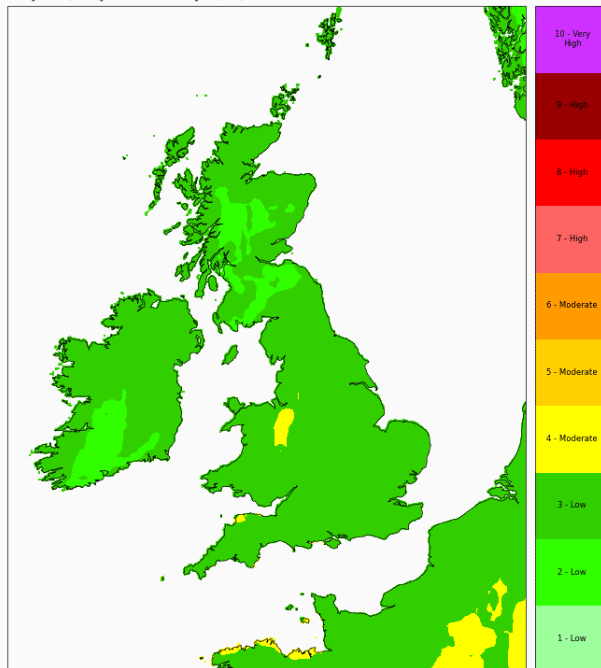 10 - Very
High
9 - High
8 - High
7 - High
6 - Moderate
5 - Moderate
4 - Moderate
3 - Low
2 - Low
1 - Low